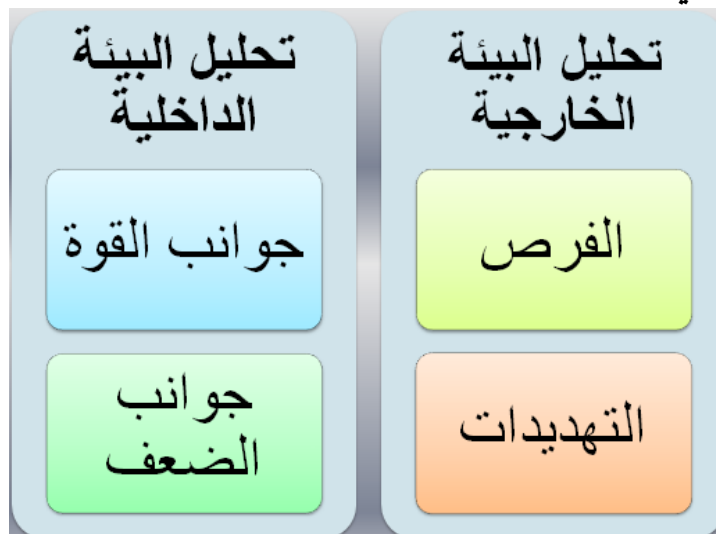 تحليل البيئة
الخارجية
الفرص
التهديدات
تحليل البيئة
الداخلية
جوانب القوة
جوانب
الضعف